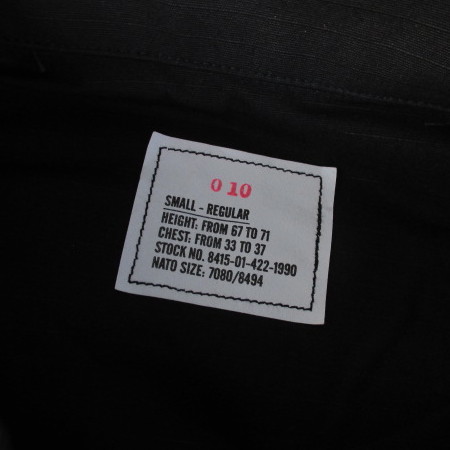 0 10
SMALL - REGULAR
HEIGHT: FROM 67 TO 71
CHEST: FROM 33 TO 37
STOCK NO. 8415-01-422-1990
NATO SIZE: 7080/8494